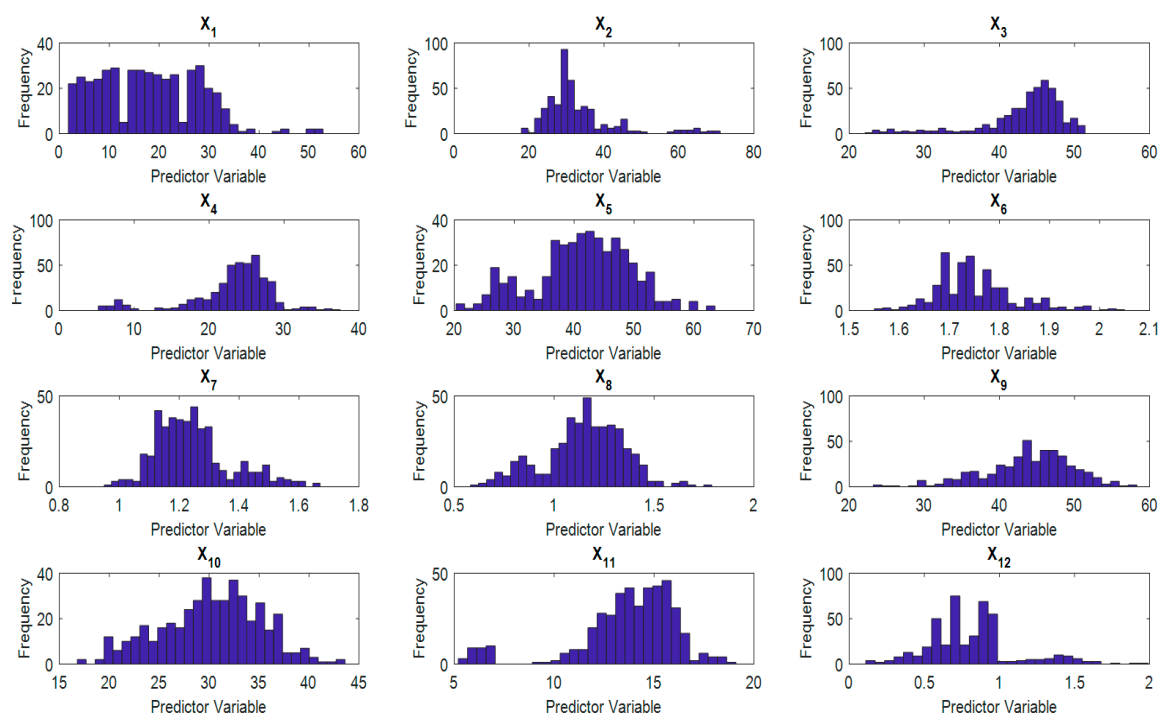 X1 X2 X3
40 100 100
20 50 50
0 0 0
Frequency Frequency Frequency
0 10 20 30 40 50 60 0 20 40 60 80 20 30 40 50 60
Predictor Variable Predictor Variable Predictor Variable
X4 X5 X6
100 40 100
50 20 50
0 0 0
Frequency Frequency Frequency
0 10 20 30 40 20 30 40 50 60 70 1.5 1.6 1.7 1.8 1.9 2 2.1
Predictor Variable Predictor Variable Predictor Variable
X7 X8 X9
50 50 100
50
0 0 0
Frequency Frequency Frequency
0.8 1 1.2 1.4 1.6 1.8 0.5 1 1.5 2 20 30 40 50 60
Predictor Variable Predictor Variable Predictor Variable
X10 X11 X12
40 100 100
20 50 50
0 0 0
Frequency Frequency Frequency
15 20 25 30 35 40 45 5 10 15 20 0 0.5 1 1.5 2
Predictor Variable Predictor Variable Predictor Variable